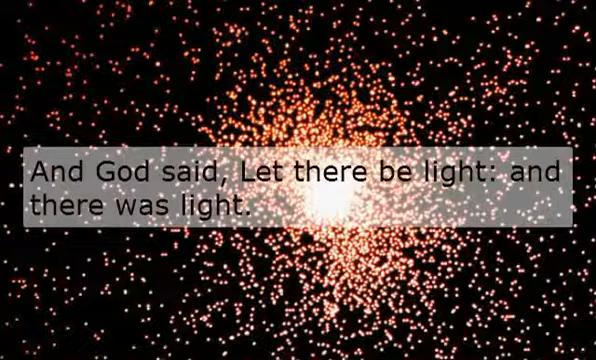 And God said, Let there be light: and
there was light.